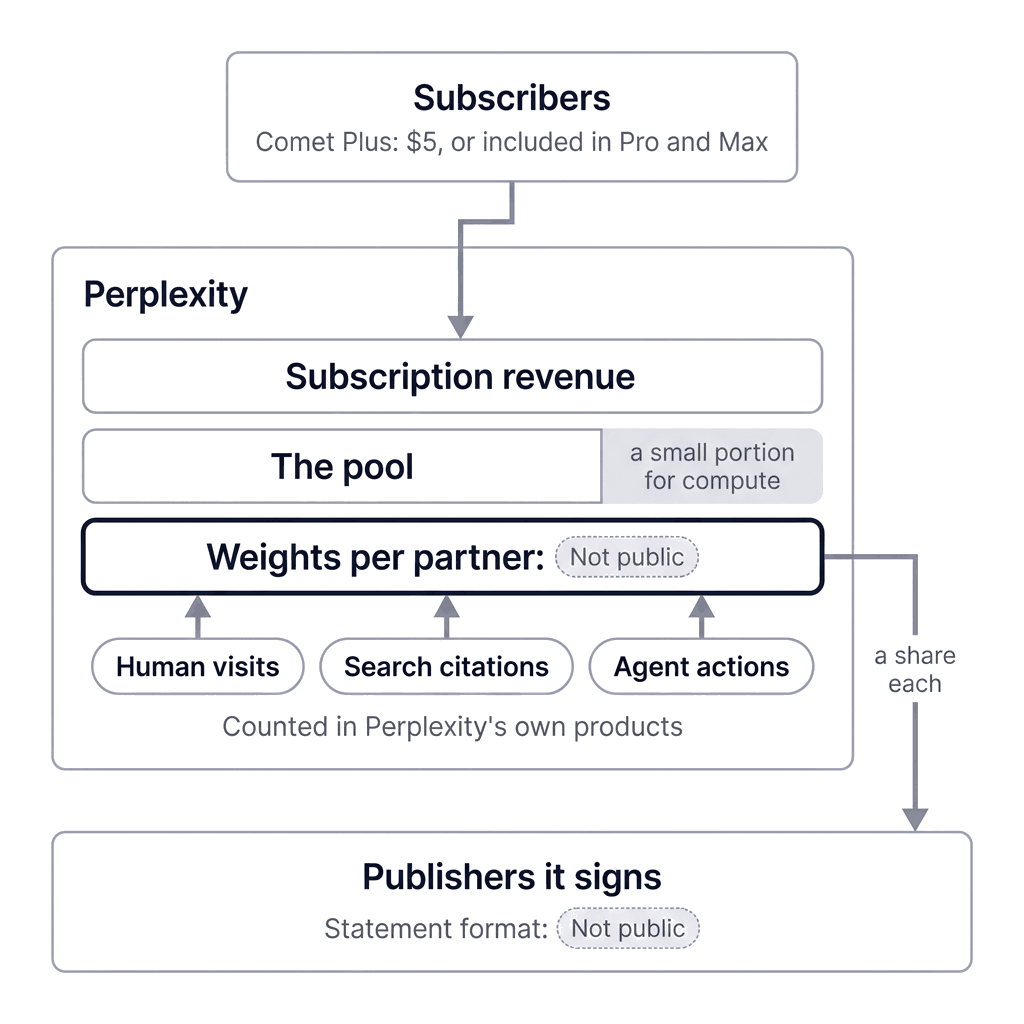 Subscribers
Comet Plus: $5, or included in Pro and Max
Perplexity
Subscription revenue
The pool
a small portion
for compute
Weights per partner: Not public
Human visits
Search citations
Agent actions
Counted in Perplexity's own products
a share
each
Publishers it signs
Statement format: Not public